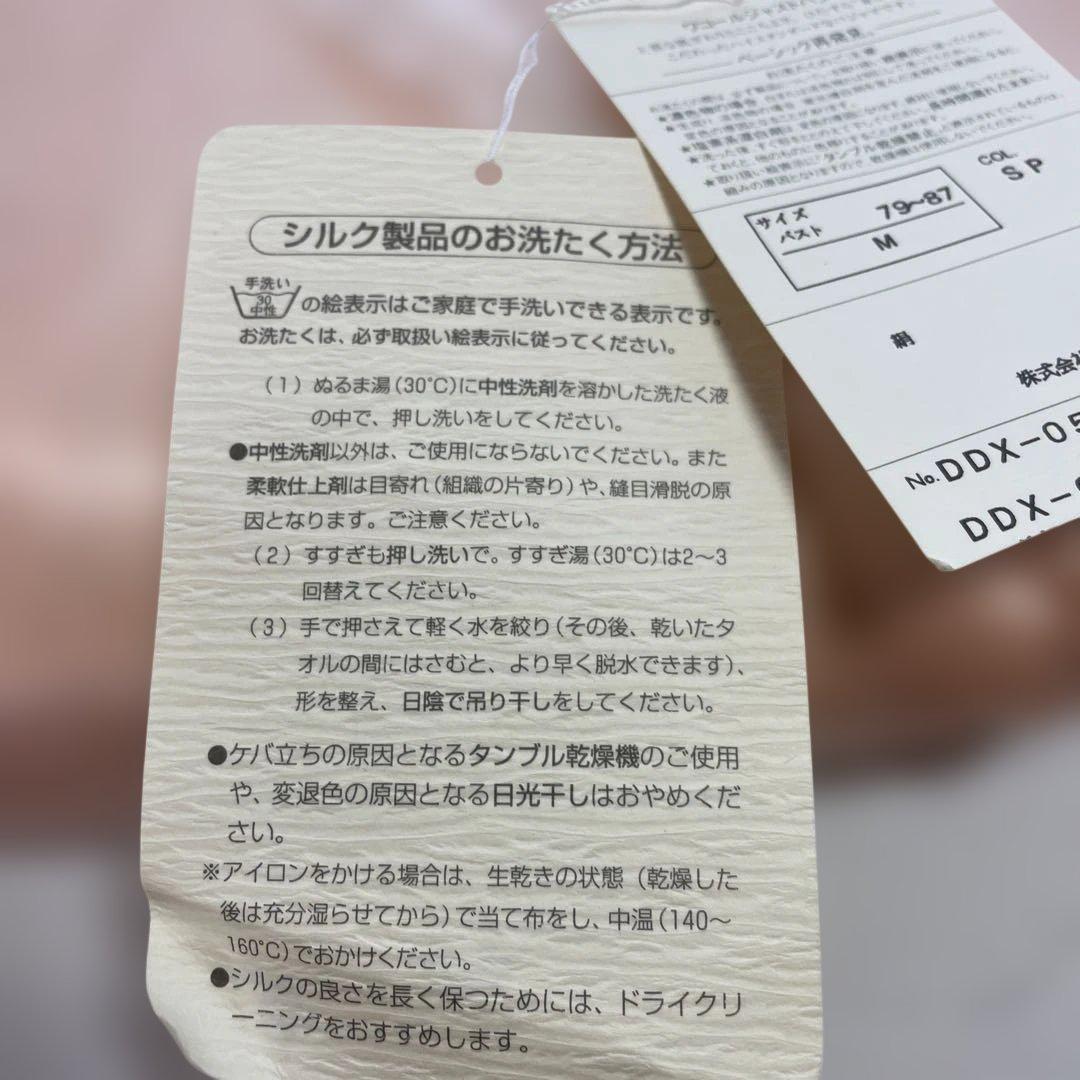 シルク製品のお洗たく方法
手洗い
30
中性
の絵表示はご家庭で手洗いできる表示です。
お洗たくは、必ず取扱い絵表示に従ってください。
(1) ぬるま湯(30℃)に中性洗剤を溶かした洗たく液
の中で、押し洗いをしてください。
●中性洗剤以外は、ご使用にならないでください。また
柔軟仕上剤は目寄れ(組織の片寄り)や、縫目滑脱の原
因となります。ご注意ください。
(2) すすぎも押し洗いで。すすぎ湯(30℃)は2〜3
回替えてください。
(3) 手で押さえて軽く水を絞り(その後、乾いたタ
オルの間にはさむと、より早く脱水できます)、
形を整え、日陰で吊り干しをしてください。
●ケバ立ちの原因となるタンブル乾燥機のご使用
や、変退色の原因となる日光干しはおやめくだ
さい。
※アイロンをかける場合は、生乾きの状態(乾燥した
後は充分湿らせてから)で当て布をし、中温(140〜
160℃)でおかけください。
●シルクの良さを長く保つためには、ドライクリ
ーニングをおすすめします。
ベーシック肉発見。
COL
SP
サイズ
バスト 79〜87
M
絹
株式会社
No.DDX-05
DDX-